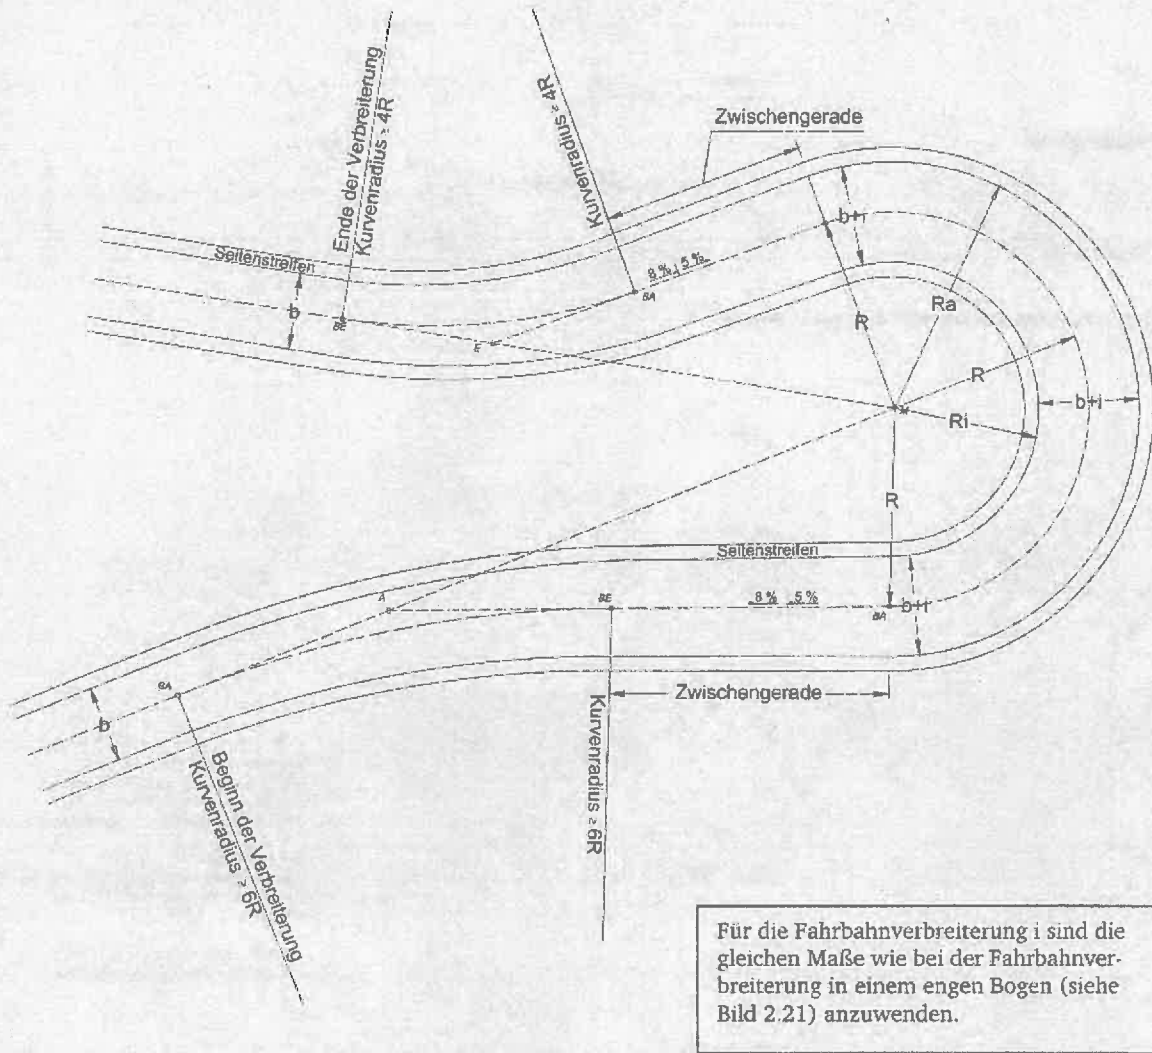 Ende der Verbreiterung
Kurvenradius ≥ 4R
Kurvenradius ≥ 4R
Zwischengerade
Seitenstreifen
b
BE
E
BA
8 % 5 %
b+i
R
Ra
R
b+i
Ri
M
R
Seitenstreifen
A
BE
8 % 5 %
BA
b+i
BA
b
Zwischengerade
Kurvenradius ≥ 6R
Beginn der Verbreiterung
Kurvenradius ≥ 6R
Für die Fahrbahnverbreiterung i sind die
gleichen Maße wie bei der Fahrbahnver-
breiterung in einem engen Bogen (siehe
Bild 2.21) anzuwenden.